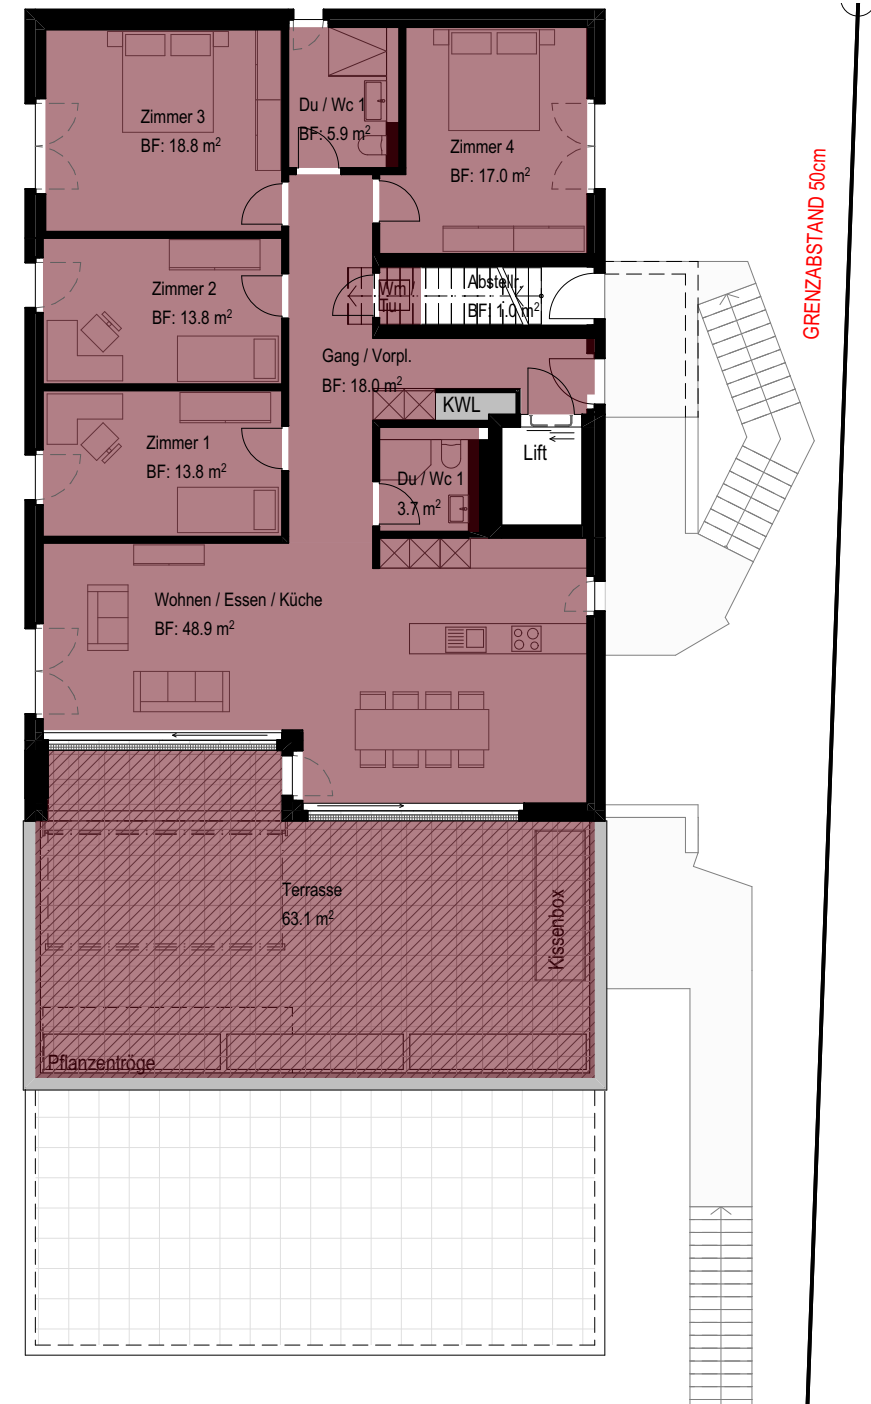 Zimmer 3
BF: 18.8 m²
Du / Wc 1
BF: 5.9 m²
Zimmer 4
BF: 17.0 m²
GRENZABSTAND 50cm
Zimmer 2
BF: 13.8 m²
Wm /
Tu
Abstellr.
BF: 1.0 m²
Gang / Vorpl.
BF: 18.0 m²
KWL
Zimmer 1
BF: 13.8 m²
Lift
Du / Wc 1
3.7 m²
Wohnen / Essen / Küche
BF: 48.9 m²
Terrasse
63.1 m²
Kissenbox
Pflanzentröge